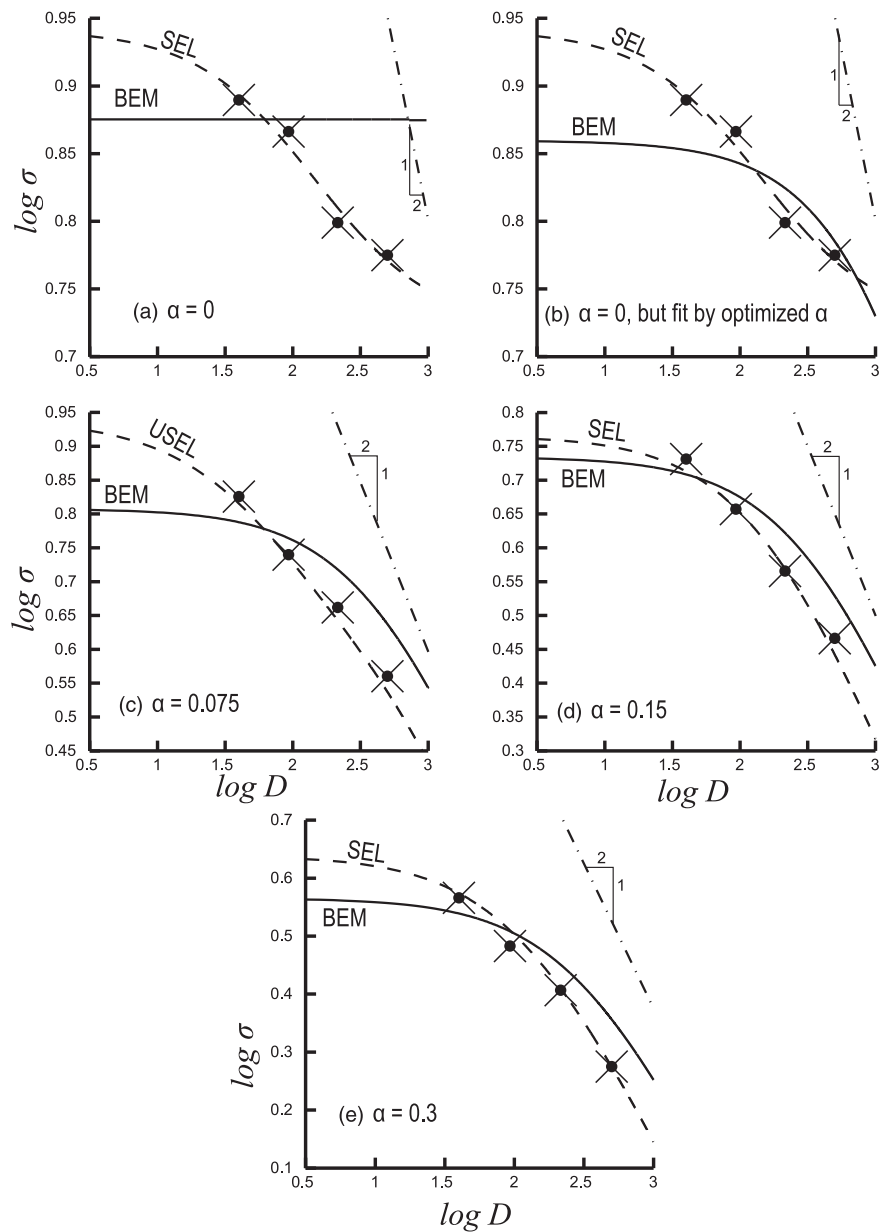 0.95
0.9
0.85
0.8
0.75
0.7
log σ
SEL
BEM
1
2
(a) α = 0
0.5 1 1.5 2 2.5 3
0.95
0.9
0.85
0.8
0.75
0.7
SEL
BEM
1
2
(b) α = 0, but fit by optimized α
0.5 1 1.5 2 2.5 3
0.95
0.9
0.85
0.8
0.75
0.7
0.65
0.6
0.55
0.5
0.45
log σ
USEL
BEM
2
1
(c) α = 0.075
0.5 1 1.5 2 2.5 3
log D
0.8
0.75
0.7
0.65
0.6
0.55
0.5
0.45
0.4
0.35
0.3
SEL
BEM
2
1
(d) α = 0.15
0.5 1 1.5 2 2.5 3
log D
0.7
0.6
0.5
0.4
0.3
0.2
0.1
log σ
SEL
BEM
2
1
(e) α = 0.3
0.5 1 1.5 2 2.5 3
log D